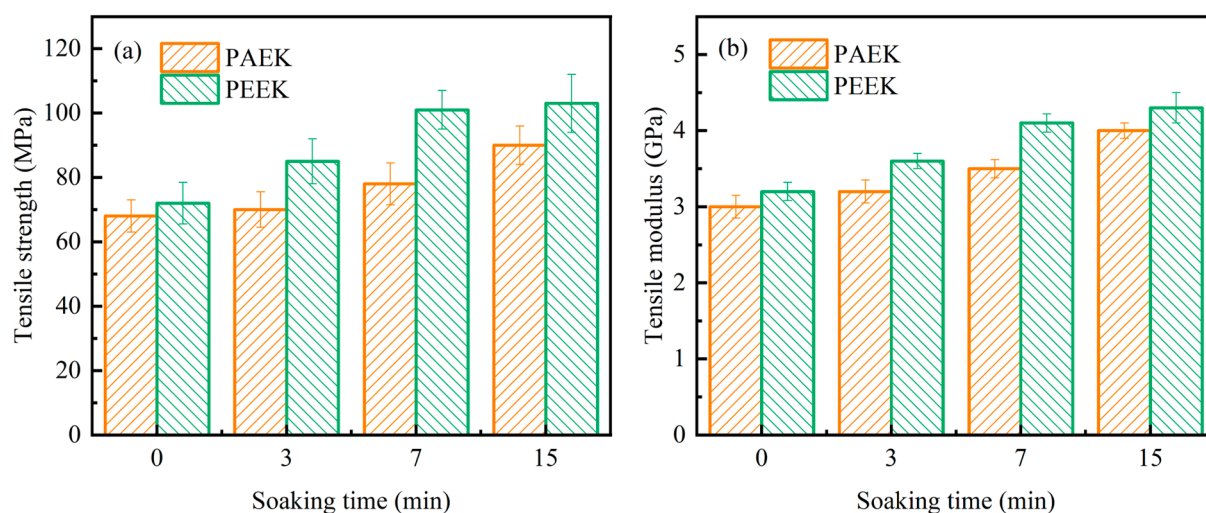 (a)
PAEK
PEEK
Tensile strength (MPa)
120
100
80
60
40
20
0
0 3 7 15
Soaking time (min)
(b)
PAEK
PEEK
Tensile modulus (GPa)
5
4
3
2
1
0
0 3 7 15
Soaking time (min)